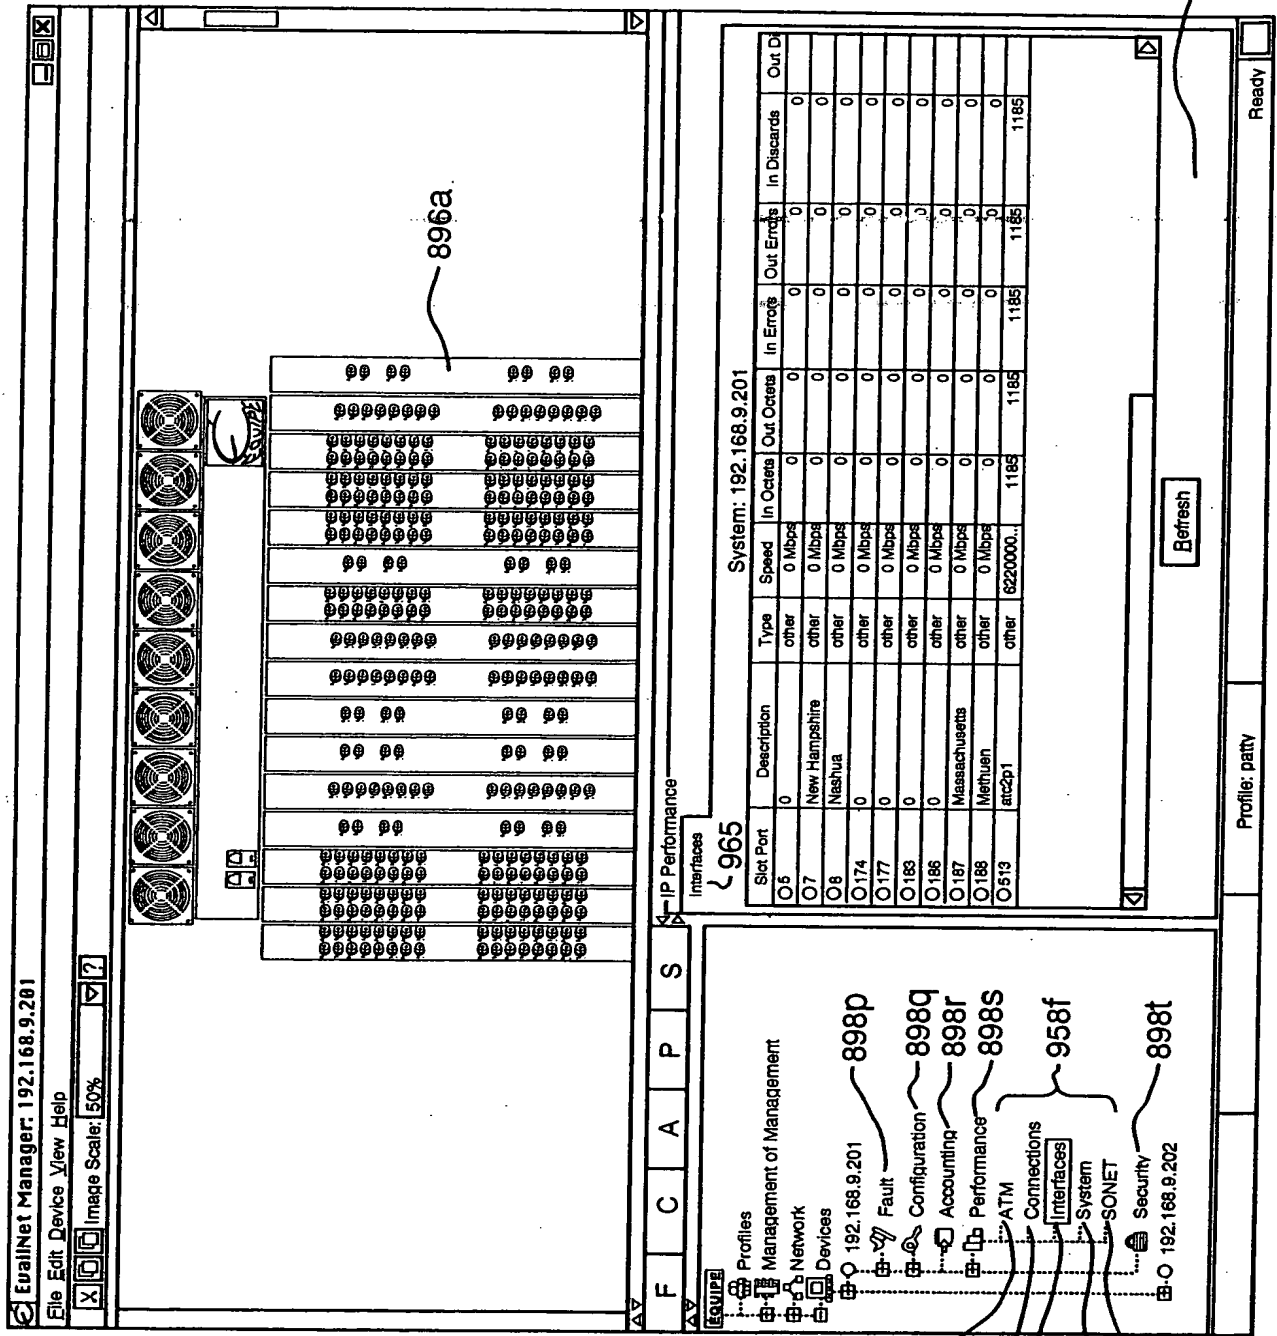 EvalNet Manager: 192.168.9.201
File Edit Device View Help
X Image Scale: 50% ?
EQUIPE
896a
F C A P S
EQUIPE
Profiles
Management of Management
Network
Devices
192.168.9.201
Fault
Configuration
Accounting
Performance
ATM
Connections
Interfaces
System
SONET
Security
192.168.9.202
898p
898q
898r
898s
958f
898t
IP Performance
Interfaces
965
System: 192.168.9.201
Slot Port Description Type Speed In Octets Out Octets In Errors Out Errors In Discards Out Di
5 0 other 0 Mbps 0 0 0 0 0
7 New Hampshire other 0 Mbps 0 0 0 0 0
8 Nashua other 0 Mbps 0 0 0 0 0
174 0 other 0 Mbps 0 0 0 0 0
177 0 other 0 Mbps 0 0 0 0 0
183 0 other 0 Mbps 0 0 0 0 0
186 0 other 0 Mbps 0 0 0 0 0
187 Massachusetts other 0 Mbps 0 0 0 0 0
188 Methuen other 0 Mbps 0 0 0 0 0
513 atc2p1 other 6220000... 1185 1185 1185 1185 1185
Refresh
Profile: patty
Ready